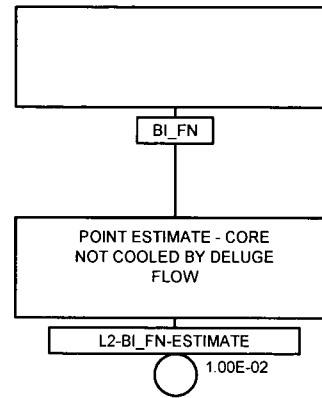 BI_FN
POINT ESTIMATE - CORE
NOT COOLED BY DELUGE
FLOW
L2-BI_FN-ESTIMATE
1.00E-02